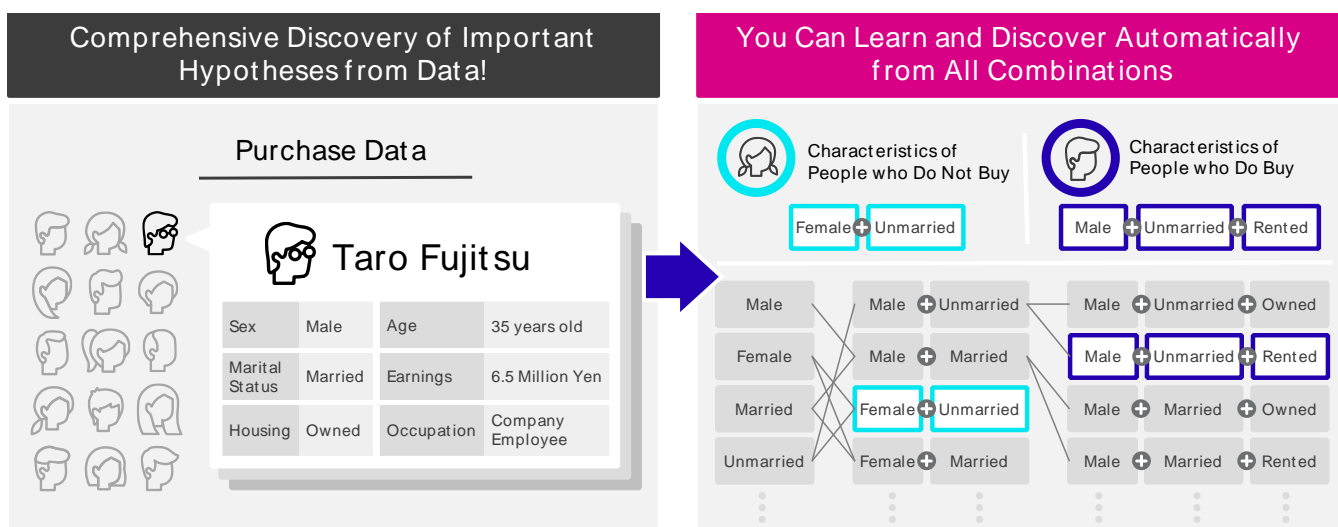 Comprehensive Discovery of Important
Hypotheses from Data!
Purchase Data
Taro Fujitsu
Sex Male Age 35 years old
Marital
Status Married Earnings 6.5 Million Yen
Housing Owned Occupation Company
Employee
You Can Learn and Discover Automatically
from All Combinations
Characteristics of
People who Do Not Buy
Female + Unmarried
Characteristics of
People who Do Buy
Male + Unmarried + Rented
Male
Female
Married
Unmarried
Male + Unmarried
Male + Married
Female + Unmarried
Female + Married
Male + Unmarried + Owned
Male + Unmarried + Rented
Male + Married + Owned
Male + Married + Rented